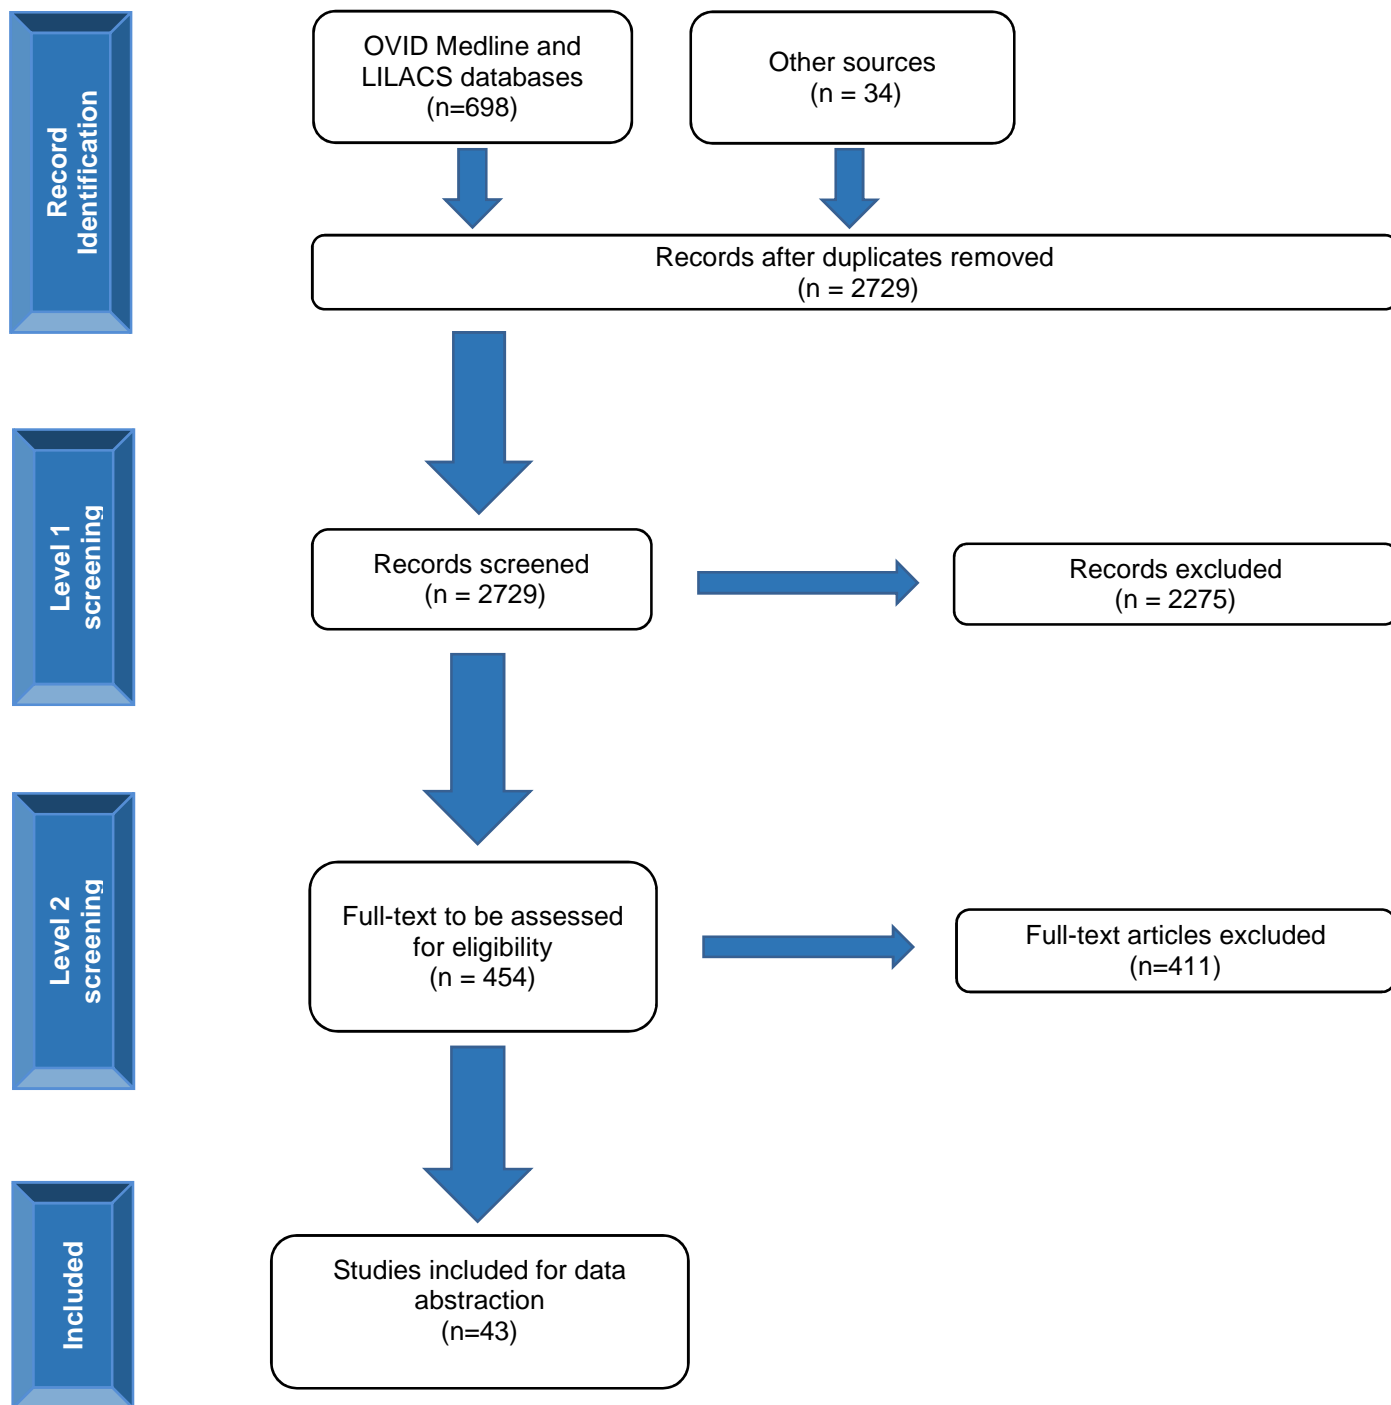 Record
Identification
OVID Medline and
LILACS databases
(n=698)
Other sources
(n = 34)
Records after duplicates removed
(n = 2729)
Level 1
screening
Records screened
(n = 2729)
Records excluded
(n = 2275)
Level 2
screening
Full-text to be assessed
for eligibility
(n = 454)
Full-text articles excluded
(n=411)
Included
Studies included for data
abstraction
(n=43)